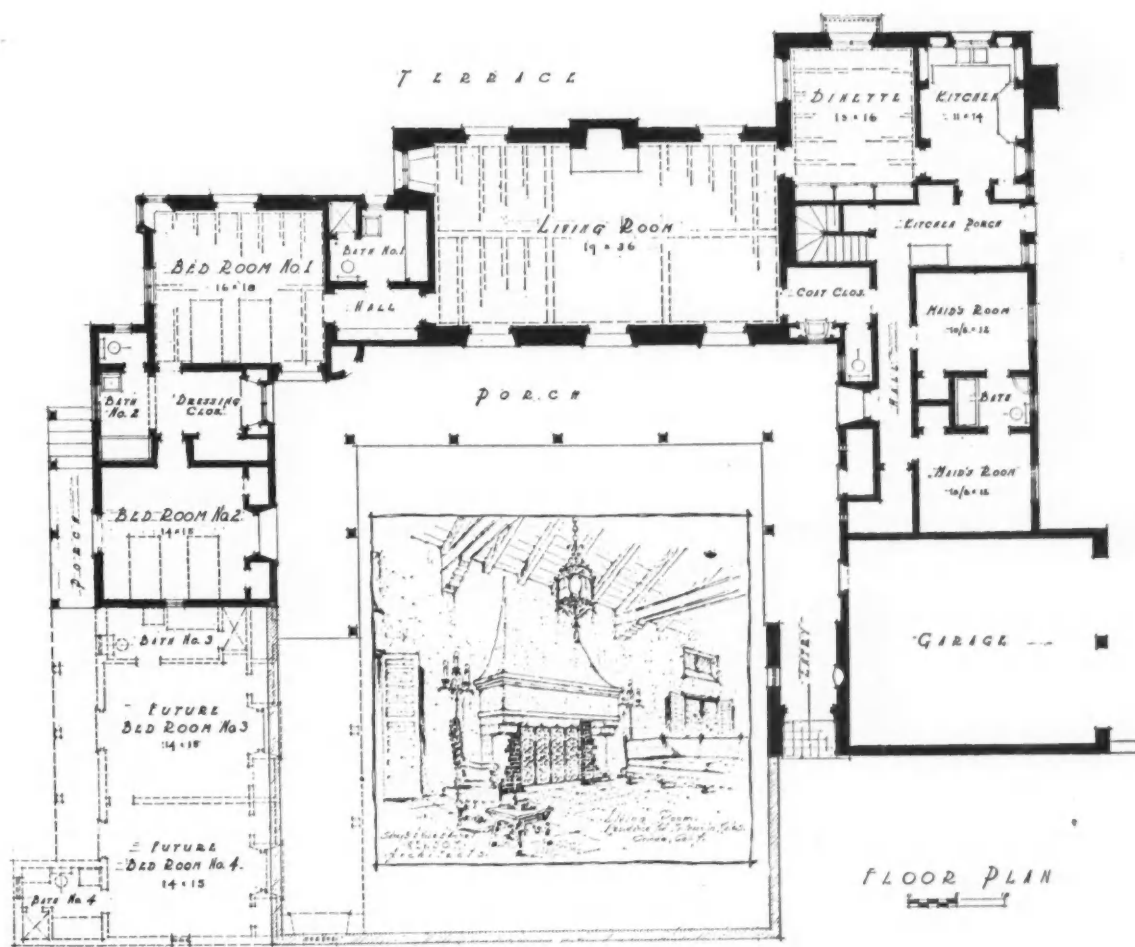 TERRACE
DINETTE
13 × 16
KITCHEN
11 × 14
LIVING ROOM
19 × 36
KITCHEN PORCH
BATH No. 1
BED ROOM No. 1
16 × 18
HALL
COAT CLOS.
MAID'S ROOM
10/6 × 12
HALL
BATH
MAID'S ROOM
10/6 × 12
PORCH
BATH
No. 2
DRESSING
CLOS.
BED ROOM No. 2
14 × 15
PORCH
BATH No. 3
FUTURE
BED ROOM No. 3
14 × 15
FUTURE
BED ROOM No. 4.
14 × 15
BATH No. 4
ENTRY
GARAGE
Living Room
Calif.
Architects
FLOOR PLAN